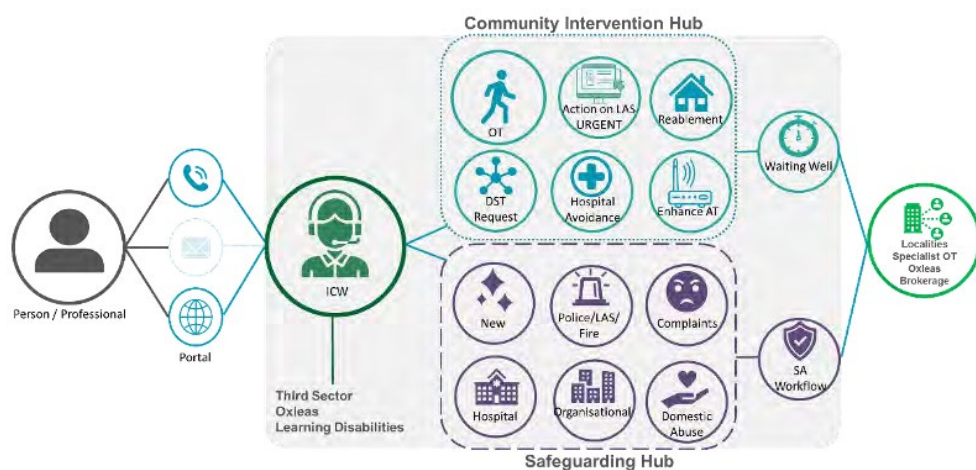 Community Intervention Hub
OT
Action on LAS
URGENT
Reablement
DST
Request
Hospital
Avoidance
Enhance AT
Waiting Well
Person / Professional
Portal
ICW
Third Sector
Oxleas
Learning Disabilities
New
Police/LAS/
Fire
Complaints
Hospital
Organisational
Domestic
Abuse
Safeguarding Hub
SA
Workflow
Localities
Specialist OT
Oxleas
Brokerage